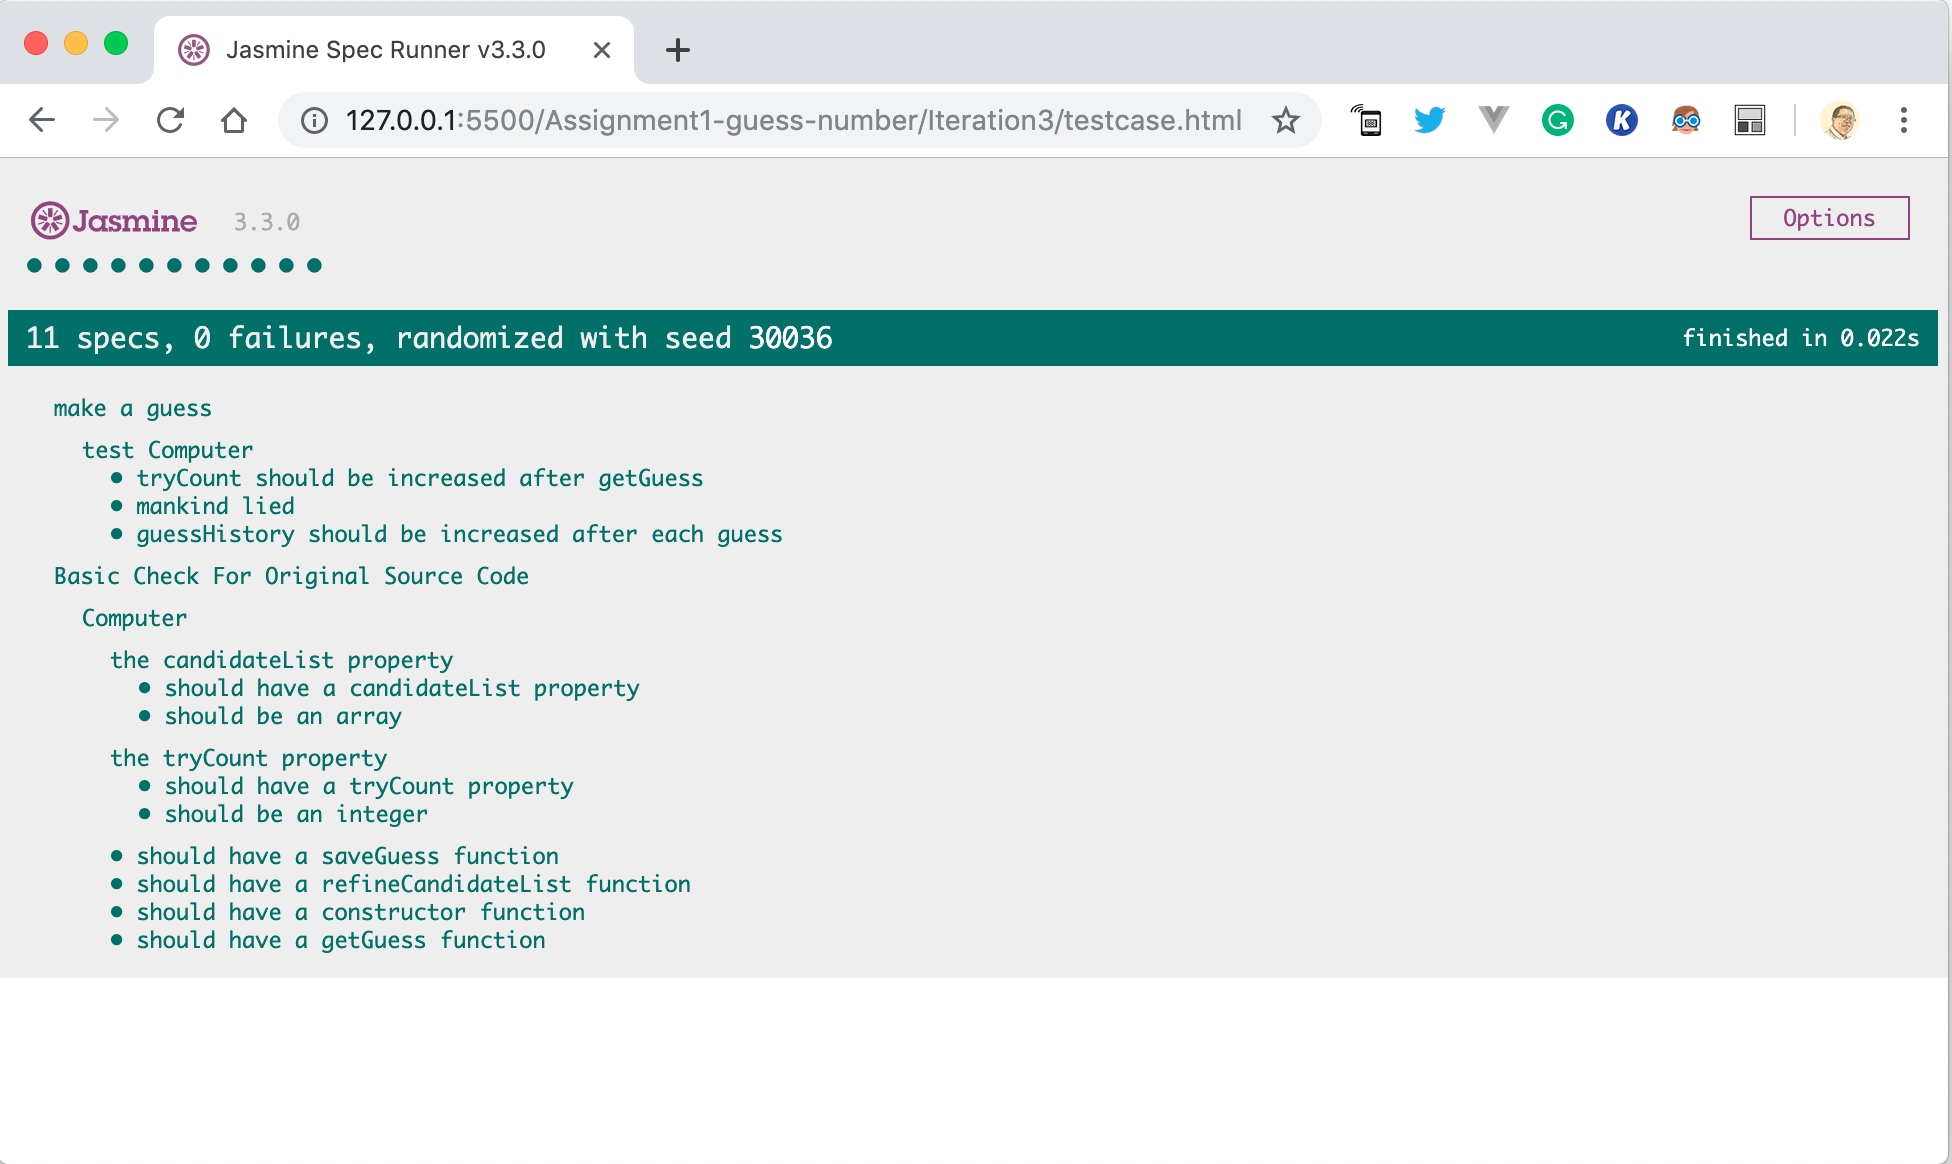 Jasmine Spec Runner v3.3.0
127.0.0.1:5500/Assignment1-guess-number/Iteration3/testcase.html
G
K
Jasmine 3.3.0
Options
11 specs, 0 failures, randomized with seed 30036
finished in 0.022s
make a guess
test Computer
• tryCount should be increased after getGuess
• mankind lied
• guessHistory should be increased after each guess
Basic Check For Original Source Code
Computer
the candidateList property
• should have a candidateList property
• should be an array
the tryCount property
• should have a tryCount property
• should be an integer
• should have a saveGuess function
• should have a refineCandidateList function
• should have a constructor function
• should have a getGuess function